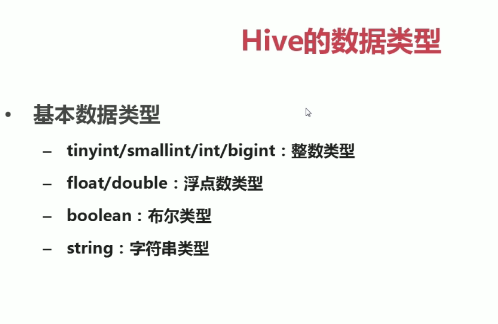 Hive的数据类型
• 基本数据类型
– tinyint/smallint/int/bigint：整数类型
– float/double：浮点数类型
– boolean：布尔类型
– string：字符串类型